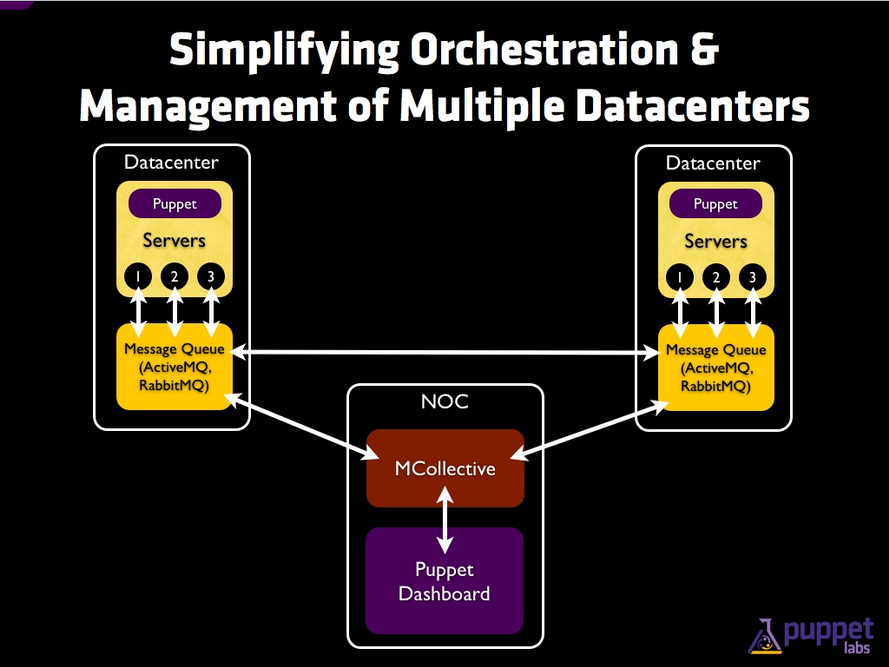 Simplifying Orchestration &
Management of Multiple Datacenters
Datacenter
Puppet
Servers
1 2 3
Message Queue
(ActiveMQ,
RabbitMQ)
Datacenter
Puppet
Servers
1 2 3
Message Queue
(ActiveMQ,
RabbitMQ)
NOC
MCollective
Puppet
Dashboard
puppet
labs